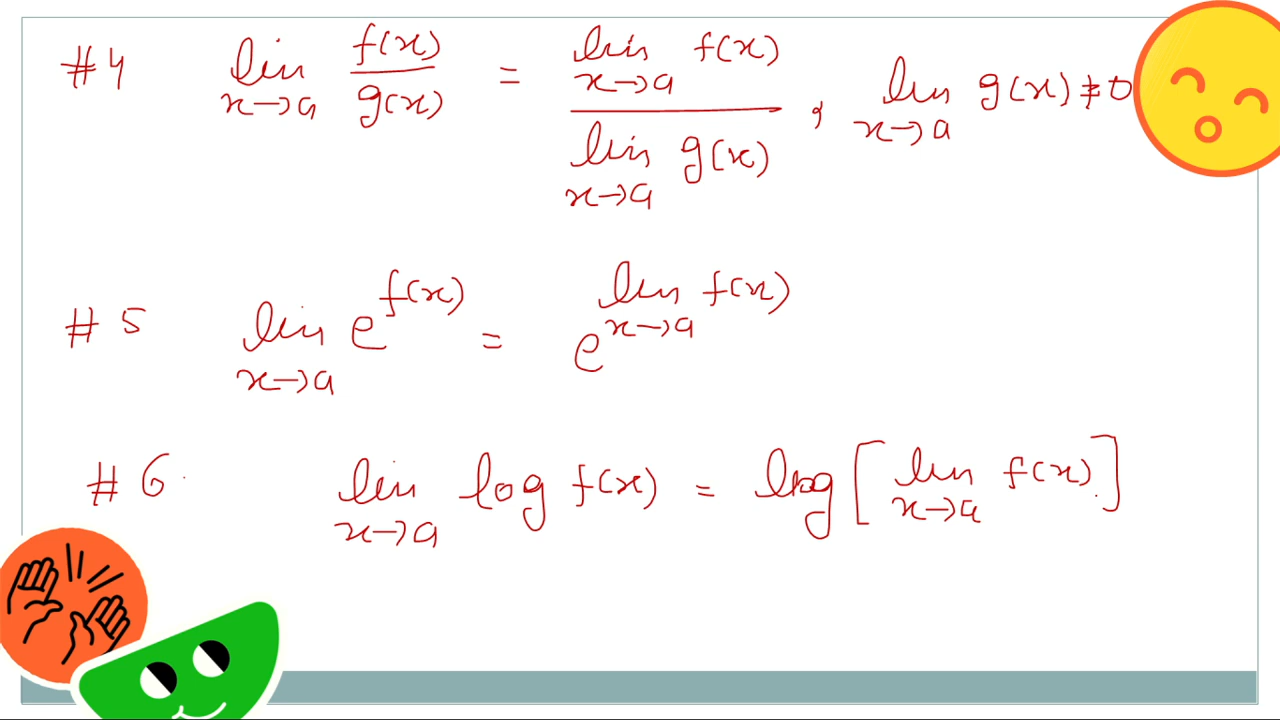 #4 lim x→a f(x)/g(x) = lim x→a f(x) / lim x→a g(x) , lim x→a g(x) ≠ 0
#5 lim x→a e^f(x) = e^lim x→a f(x)
#6. lim x→a log f(x) = log [ lim x→a f(x) ]